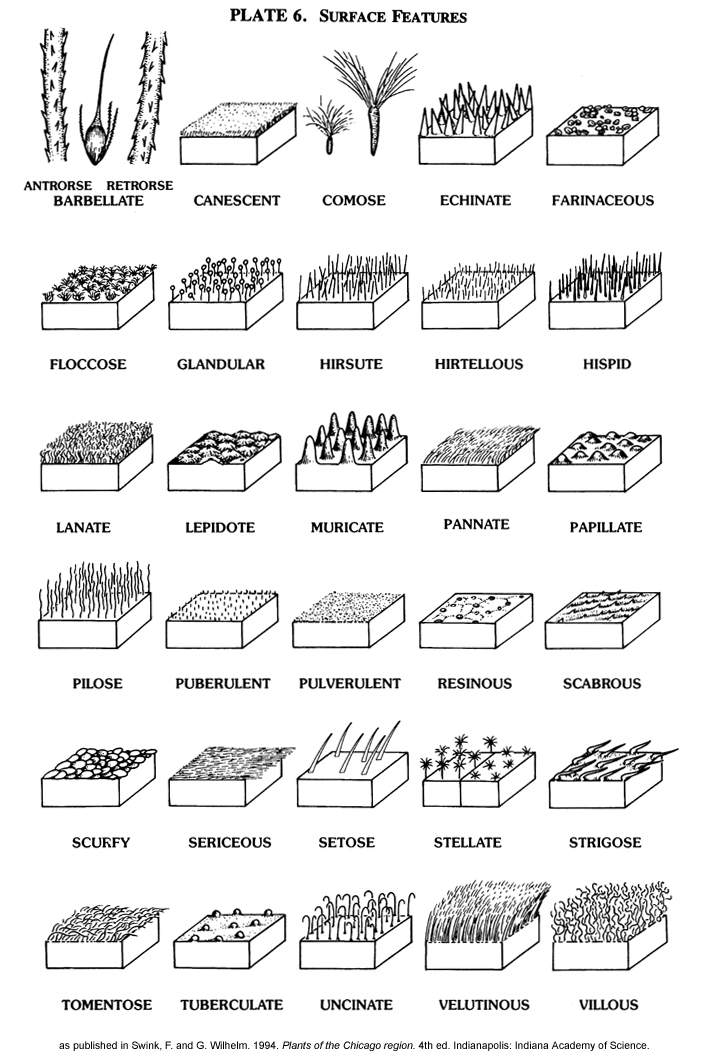 PLATE 6. SURFACE FEATURES
ANTRORSE RETRORSE
BARBELLATE CANESCENT COMOSE ECHINATE FARINACEOUS
FLOCCOSE GLANDULAR HIRSUTE HIRTELLOUS HISPID
LANATE LEPIDOTE MURICATE PANNATE PAPILLATE
PILOSE PUBERULENT PULVERULENT RESINOUS SCABROUS
SCURFY SERICEOUS SETOSE STELLATE STRIGOSE
TOMENTOSE TUBERCULATE UNCINATE VELUTINOUS VILLOUS
as published in Swink, F. and G. Wilhelm. 1994. Plants of the Chicago region. 4th ed. Indianapolis: Indiana Academy of Science.